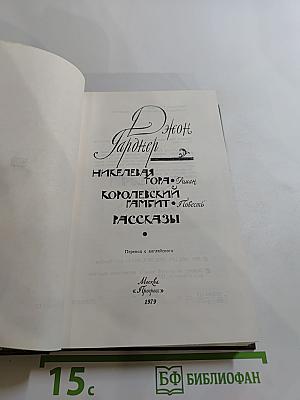 Джон
Гарднер
НИКЕЛЕВАЯ
ГОРА • Роман
КОРОЛЕВСКИЙ
ГАМБИТ • Повесть
РАССКАЗЫ
•
Перевод с английского
Москва
«Прогресс»
1979
15с
БФ БИБЛИОФАН